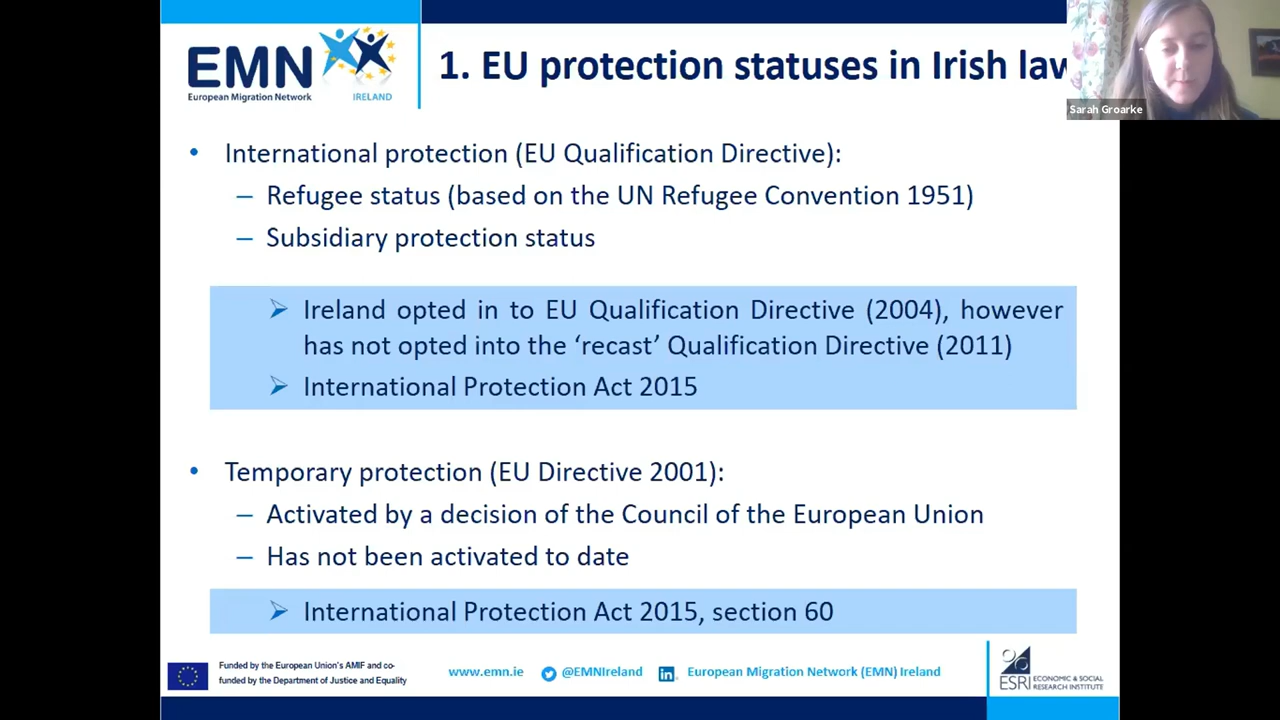 EMN
European Migration Network
IRELAND
1. EU protection statuses in Irish law
Sarah Groarke
• International protection (EU Qualification Directive):
– Refugee status (based on the UN Refugee Convention 1951)
– Subsidiary protection status
➢ Ireland opted in to EU Qualification Directive (2004), however
has not opted into the ‘recast’ Qualification Directive (2011)
➢ International Protection Act 2015
• Temporary protection (EU Directive 2001):
– Activated by a decision of the Council of the European Union
– Has not been activated to date
➢ International Protection Act 2015, section 60
Funded by the European Union's AMIF and co-
funded by the Department of Justice and Equality
www.emn.ie
@EMNIreland
in
European Migration Network (EMN) Ireland
ESRI
ECONOMIC & SOCIAL
RESEARCH INSTITUTE